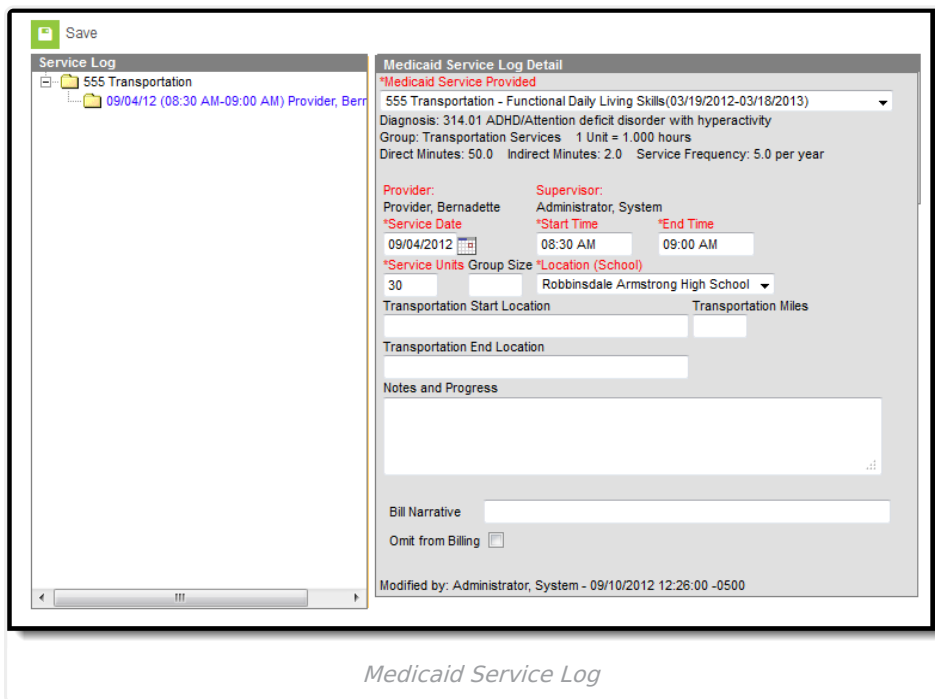 Save
Service Log
555 Transportation
09/04/12 (08:30 AM-09:00 AM) Provider, Berr
Medicaid Service Log Detail
*Medicaid Service Provided
555 Transportation - Functional Daily Living Skills(03/19/2012-03/18/2013)
Diagnosis: 314.01 ADHD/Attention deficit disorder with hyperactivity
Group: Transportation Services 1 Unit = 1.000 hours
Direct Minutes: 50.0 Indirect Minutes: 2.0 Service Frequency: 5.0 per year
Provider: Supervisor:
Provider, Bernadette Administrator, System
*Service Date *Start Time *End Time
09/04/2012 08:30 AM 09:00 AM
*Service Units Group Size *Location (School)
30 Robbinsdale Armstrong High School
Transportation Start Location Transportation Miles
Transportation End Location
Notes and Progress
Bill Narrative
Omit from Billing
Modified by: Administrator, System - 09/10/2012 12:26:00 -0500
Medicaid Service Log